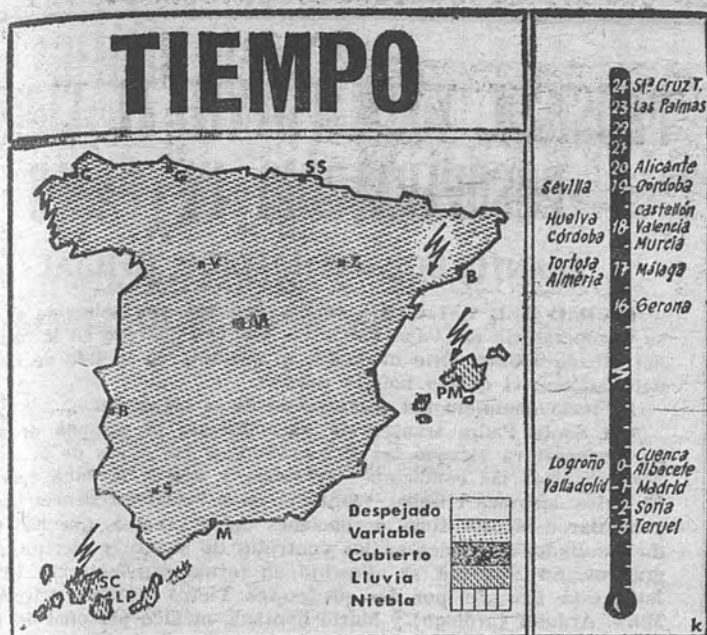 TIEMPO
C
G
SS
V
Z
B
M
PM
B
S
M
SC
LP
Despejado
Variable
Cubierto
Lluvia
Niebla
24 Stª Cruz T.
23 Las Palmas
22
21
20 Alicante
Sevilla 19 Córdoba
Castellón
Huelva 18 Valencia
Córdoba Murcia
Tortosa 17 Málaga
Almería
16 Gerona
Cuenca
Logroño 0 Albacete
Valladolid -1 Madrid
-2 Soria
-3 Teruel
k